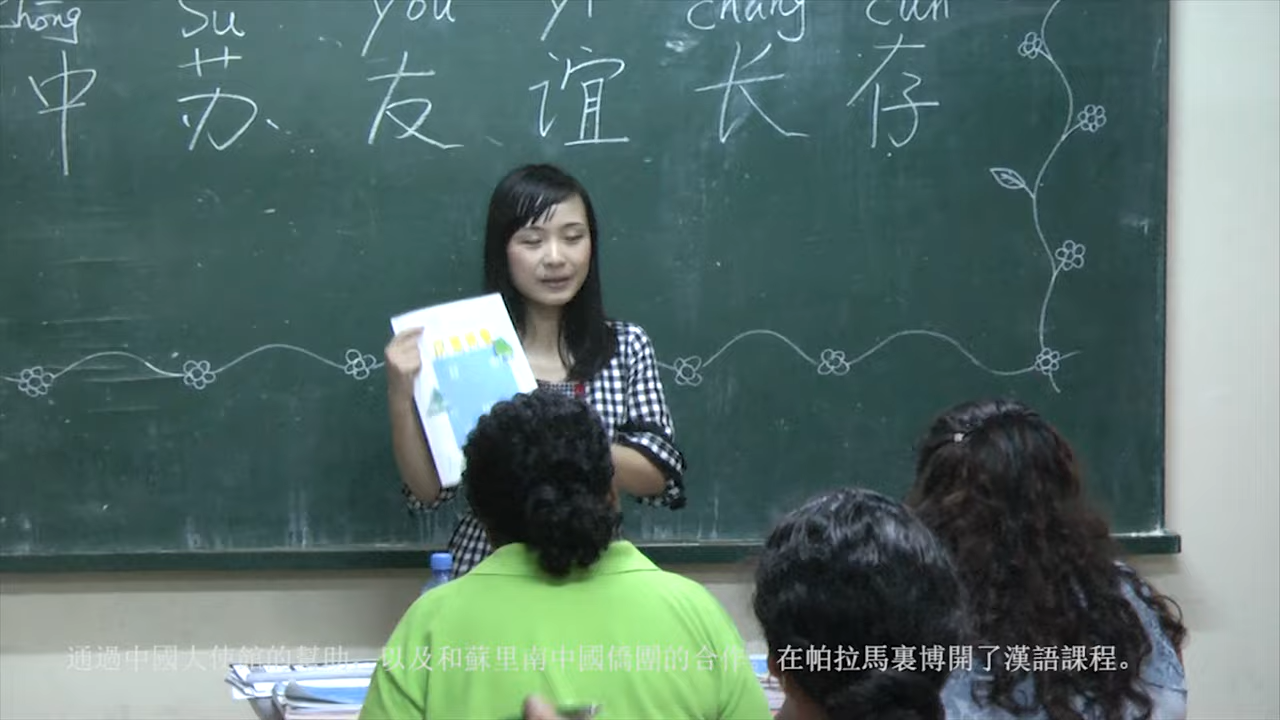 zhōng sū yǒu yì cháng cún
中 苏 友 谊 长 存
通過中國大使館的幫助，以及和蘇里南中國僑團的合作，在帕拉馬裏博開了漢語課程。